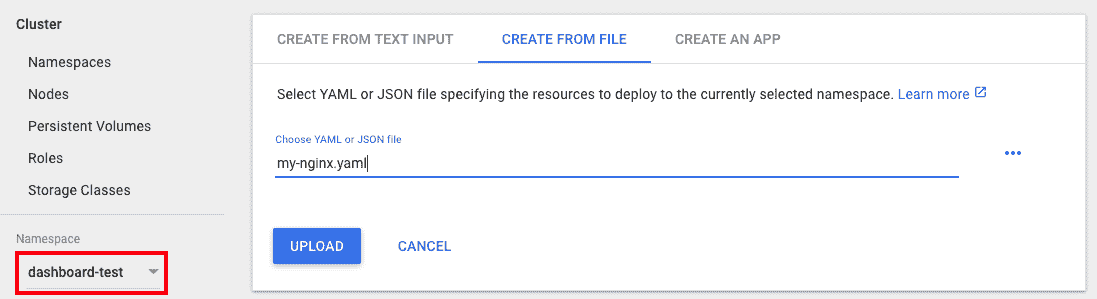 Cluster
Namespaces
Nodes
Persistent Volumes
Roles
Storage Classes
Namespace
dashboard-test
CREATE FROM TEXT INPUT
CREATE FROM FILE
CREATE AN APP
Select YAML or JSON file specifying the resources to deploy to the currently selected namespace. Learn more
Choose YAML or JSON file
my-nginx.yaml
UPLOAD
CANCEL